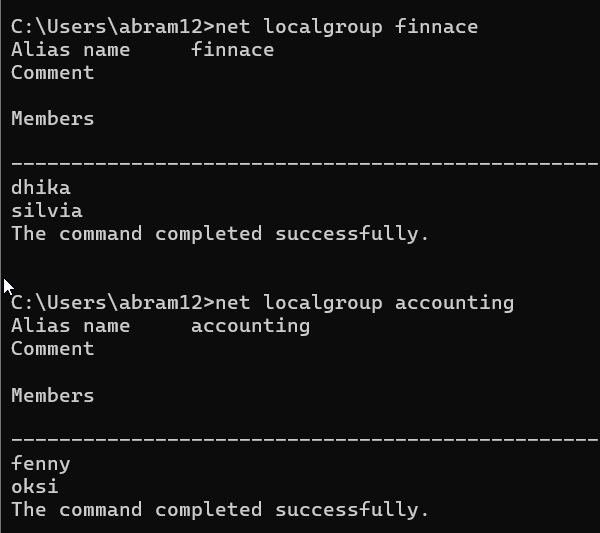 C:\Users\abram12>net localgroup finnace
Alias name     finnace
Comment
Members
-------------------------------------------------
dhika
silvia
The command completed successfully.
C:\Users\abram12>net localgroup accounting
Alias name     accounting
Comment
Members
-------------------------------------------------
fenny
oksi
The command completed successfully.